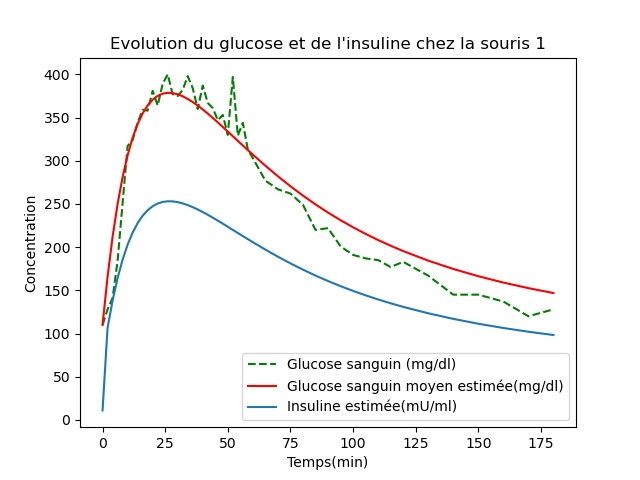 Evolution du glucose et de l'insuline chez la souris 1
Concentration
400
350
300
250
200
150
100
50
0
Glucose sanguin (mg/dl)
Glucose sanguin moyen estimée(mg/dl)
Insuline estimée(mU/ml)
0 25 50 75 100 125 150 175
Temps(min)